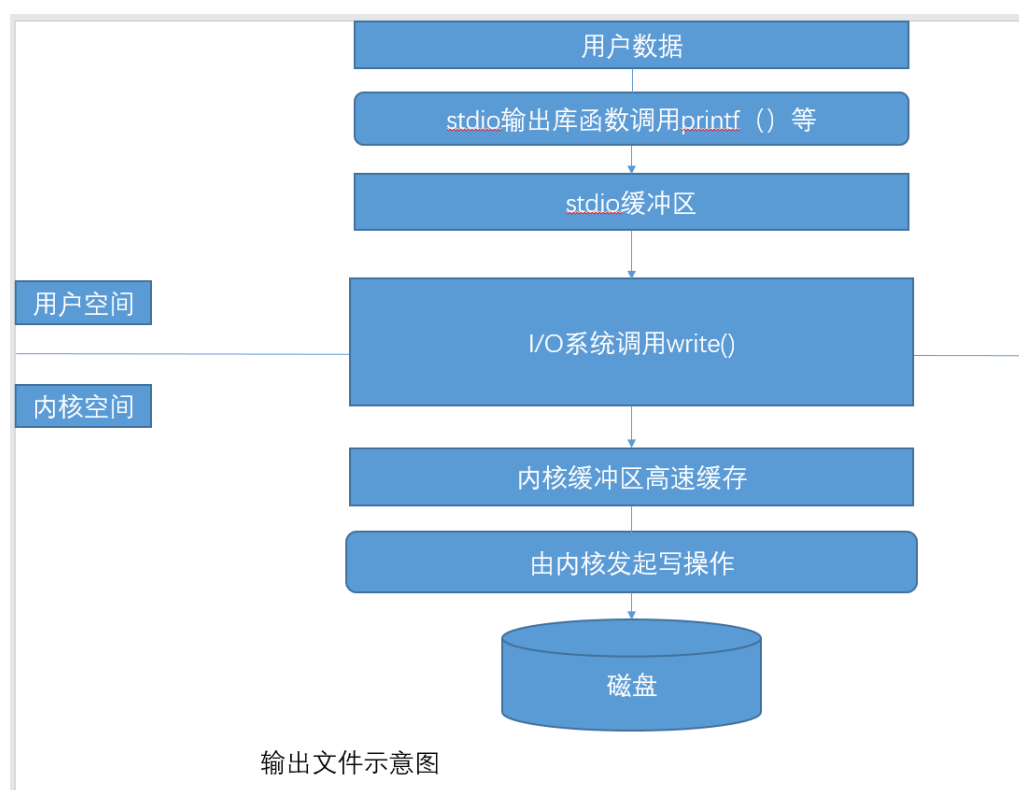 用户数据
stdio输出库函数调用printf（）等
stdio缓冲区
用户空间
I/O系统调用write()
内核空间
内核缓冲区高速缓存
由内核发起写操作
磁盘
输出文件示意图